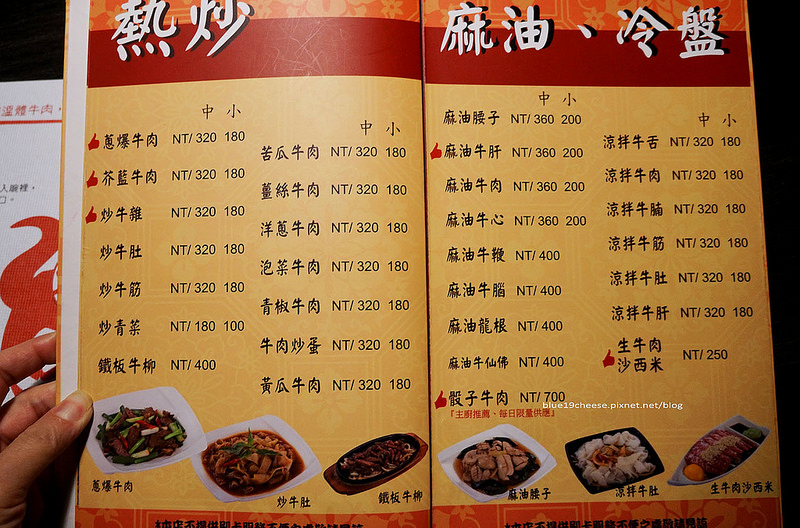 熱炒
中 小
蔥爆牛肉 NT/ 320 180
芥藍牛肉 NT/ 320 180
炒牛雜 NT/ 320 180
炒牛肚 NT/ 320 180
炒牛筋 NT/ 320 180
炒青菜 NT/ 180 100
鐵板牛柳 NT/ 400
中 小
苦瓜牛肉 NT/ 320 180
薑絲牛肉 NT/ 320 180
洋蔥牛肉 NT/ 320 180
泡菜牛肉 NT/ 320 180
青椒牛肉 NT/ 320 180
牛肉炒蛋 NT/ 320 180
黃瓜牛肉 NT/ 320 180
蔥爆牛肉
炒牛肚
鐵板牛柳
麻油、冷盤
中 小
麻油腰子 NT/ 360 200
麻油牛肝 NT/ 360 200
麻油牛肉 NT/ 360 200
麻油牛心 NT/ 360 200
麻油牛鞭 NT/ 400
麻油牛腦 NT/ 400
麻油龍根 NT/ 400
麻油牛仙佛 NT/ 400
骰子牛肉 NT/ 700
「主廚推薦、每日限量供應」
中 小
涼拌牛舌 NT/ 320 180
涼拌牛肉 NT/ 320 180
涼拌牛腩 NT/ 320 180
涼拌牛筋 NT/ 320 180
涼拌牛肚 NT/ 320 180
涼拌牛肝 NT/ 320 180
生牛肉
沙西米 NT/ 250
blue19cheese.pixnet.net/blog
麻油腰子
涼拌牛肚
生牛肉沙西米
溫體牛肉，
入碗裡，
口。